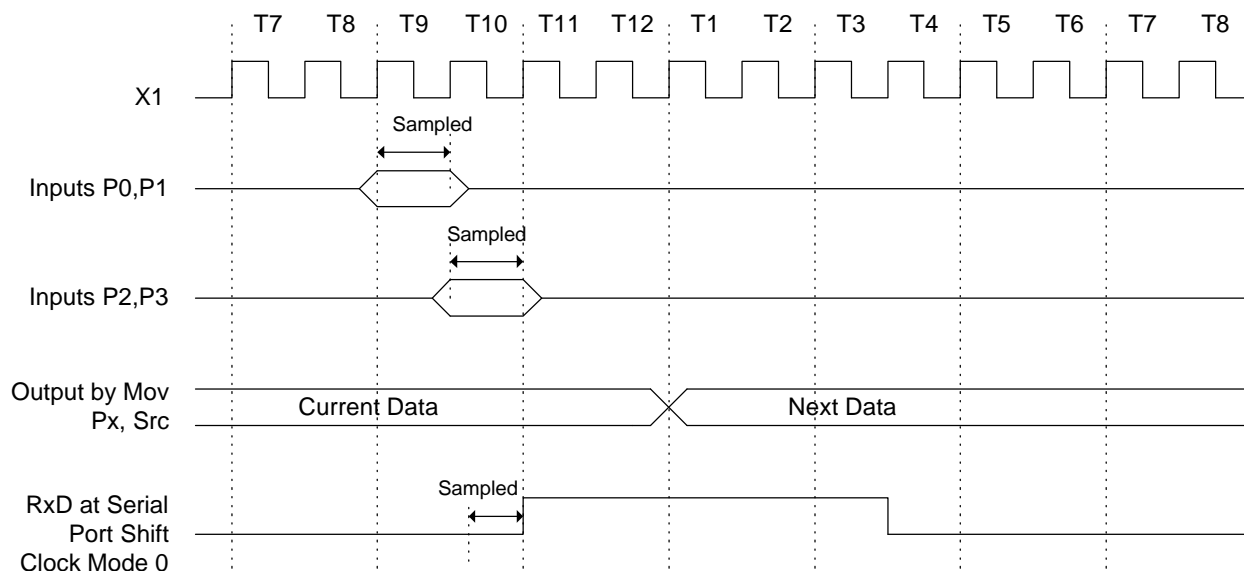 T7 T8 T9 T10 T11 T12 T1 T2 T3 T4 T5 T6 T7 T8
X1
Sampled
Inputs P0,P1
Sampled
Inputs P2,P3
Output by Mov
Px, Src
Current Data Next Data
Sampled
RxD at Serial
Port Shift
Clock Mode 0